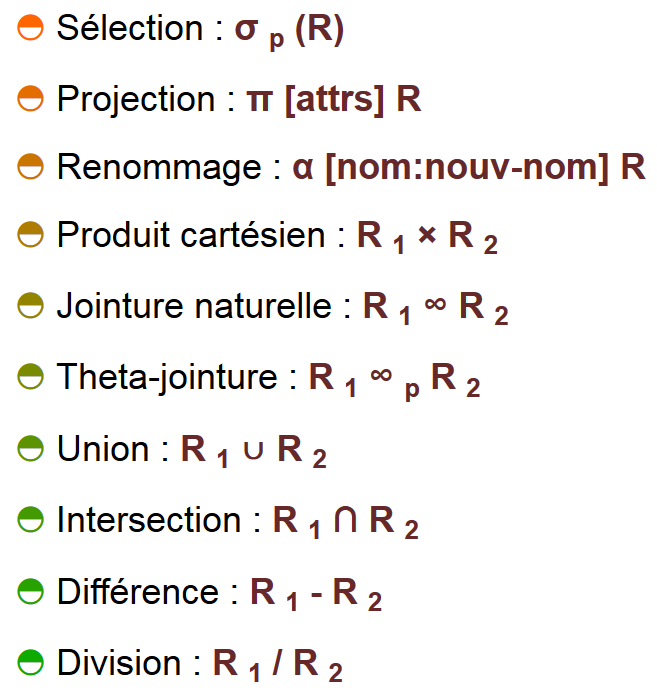 Sélection : σ p (R)
Projection : π [attrs] R
Renommage : α [nom:nouv-nom] R
Produit cartésien : R 1 × R 2
Jointure naturelle : R 1 ∞ R 2
Theta-jointure : R 1 ∞ p R 2
Union : R 1 ∪ R 2
Intersection : R 1 ∩ R 2
Différence : R 1 - R 2
Division : R 1 / R 2